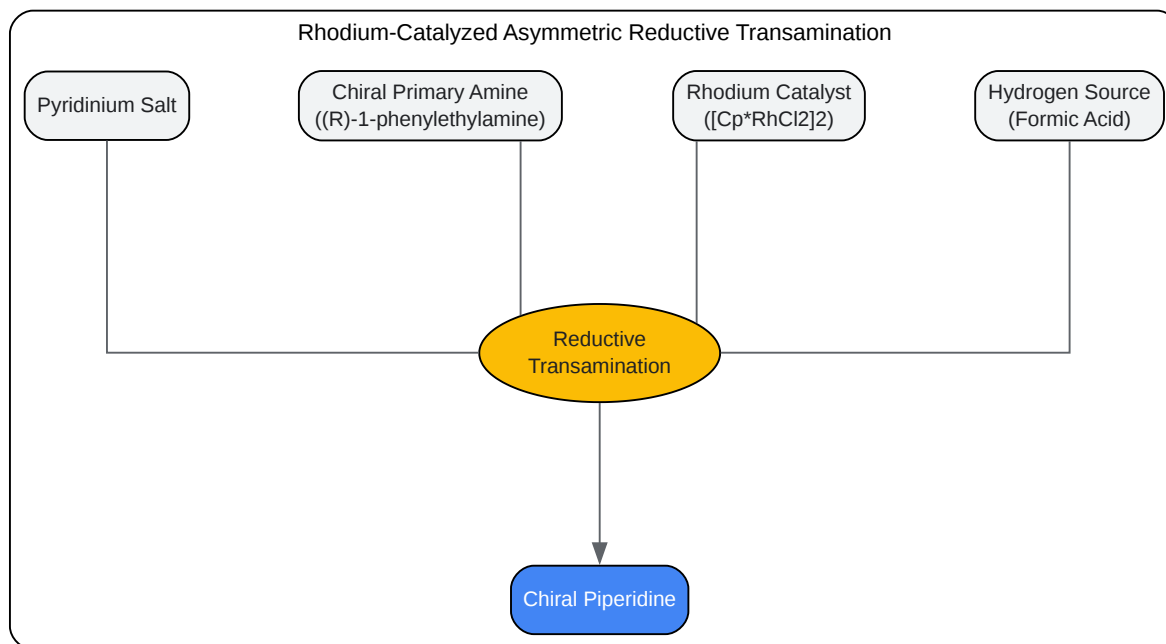 Rhodium-Catalyzed Asymmetric Reductive Transamination
Pyridinium Salt
Chiral Primary Amine
((R)-1-phenylethylamine)
Rhodium Catalyst
([Cp*RhCl2]2)
Hydrogen Source
(Formic Acid)
Reductive
Transamination
Chiral Piperidine